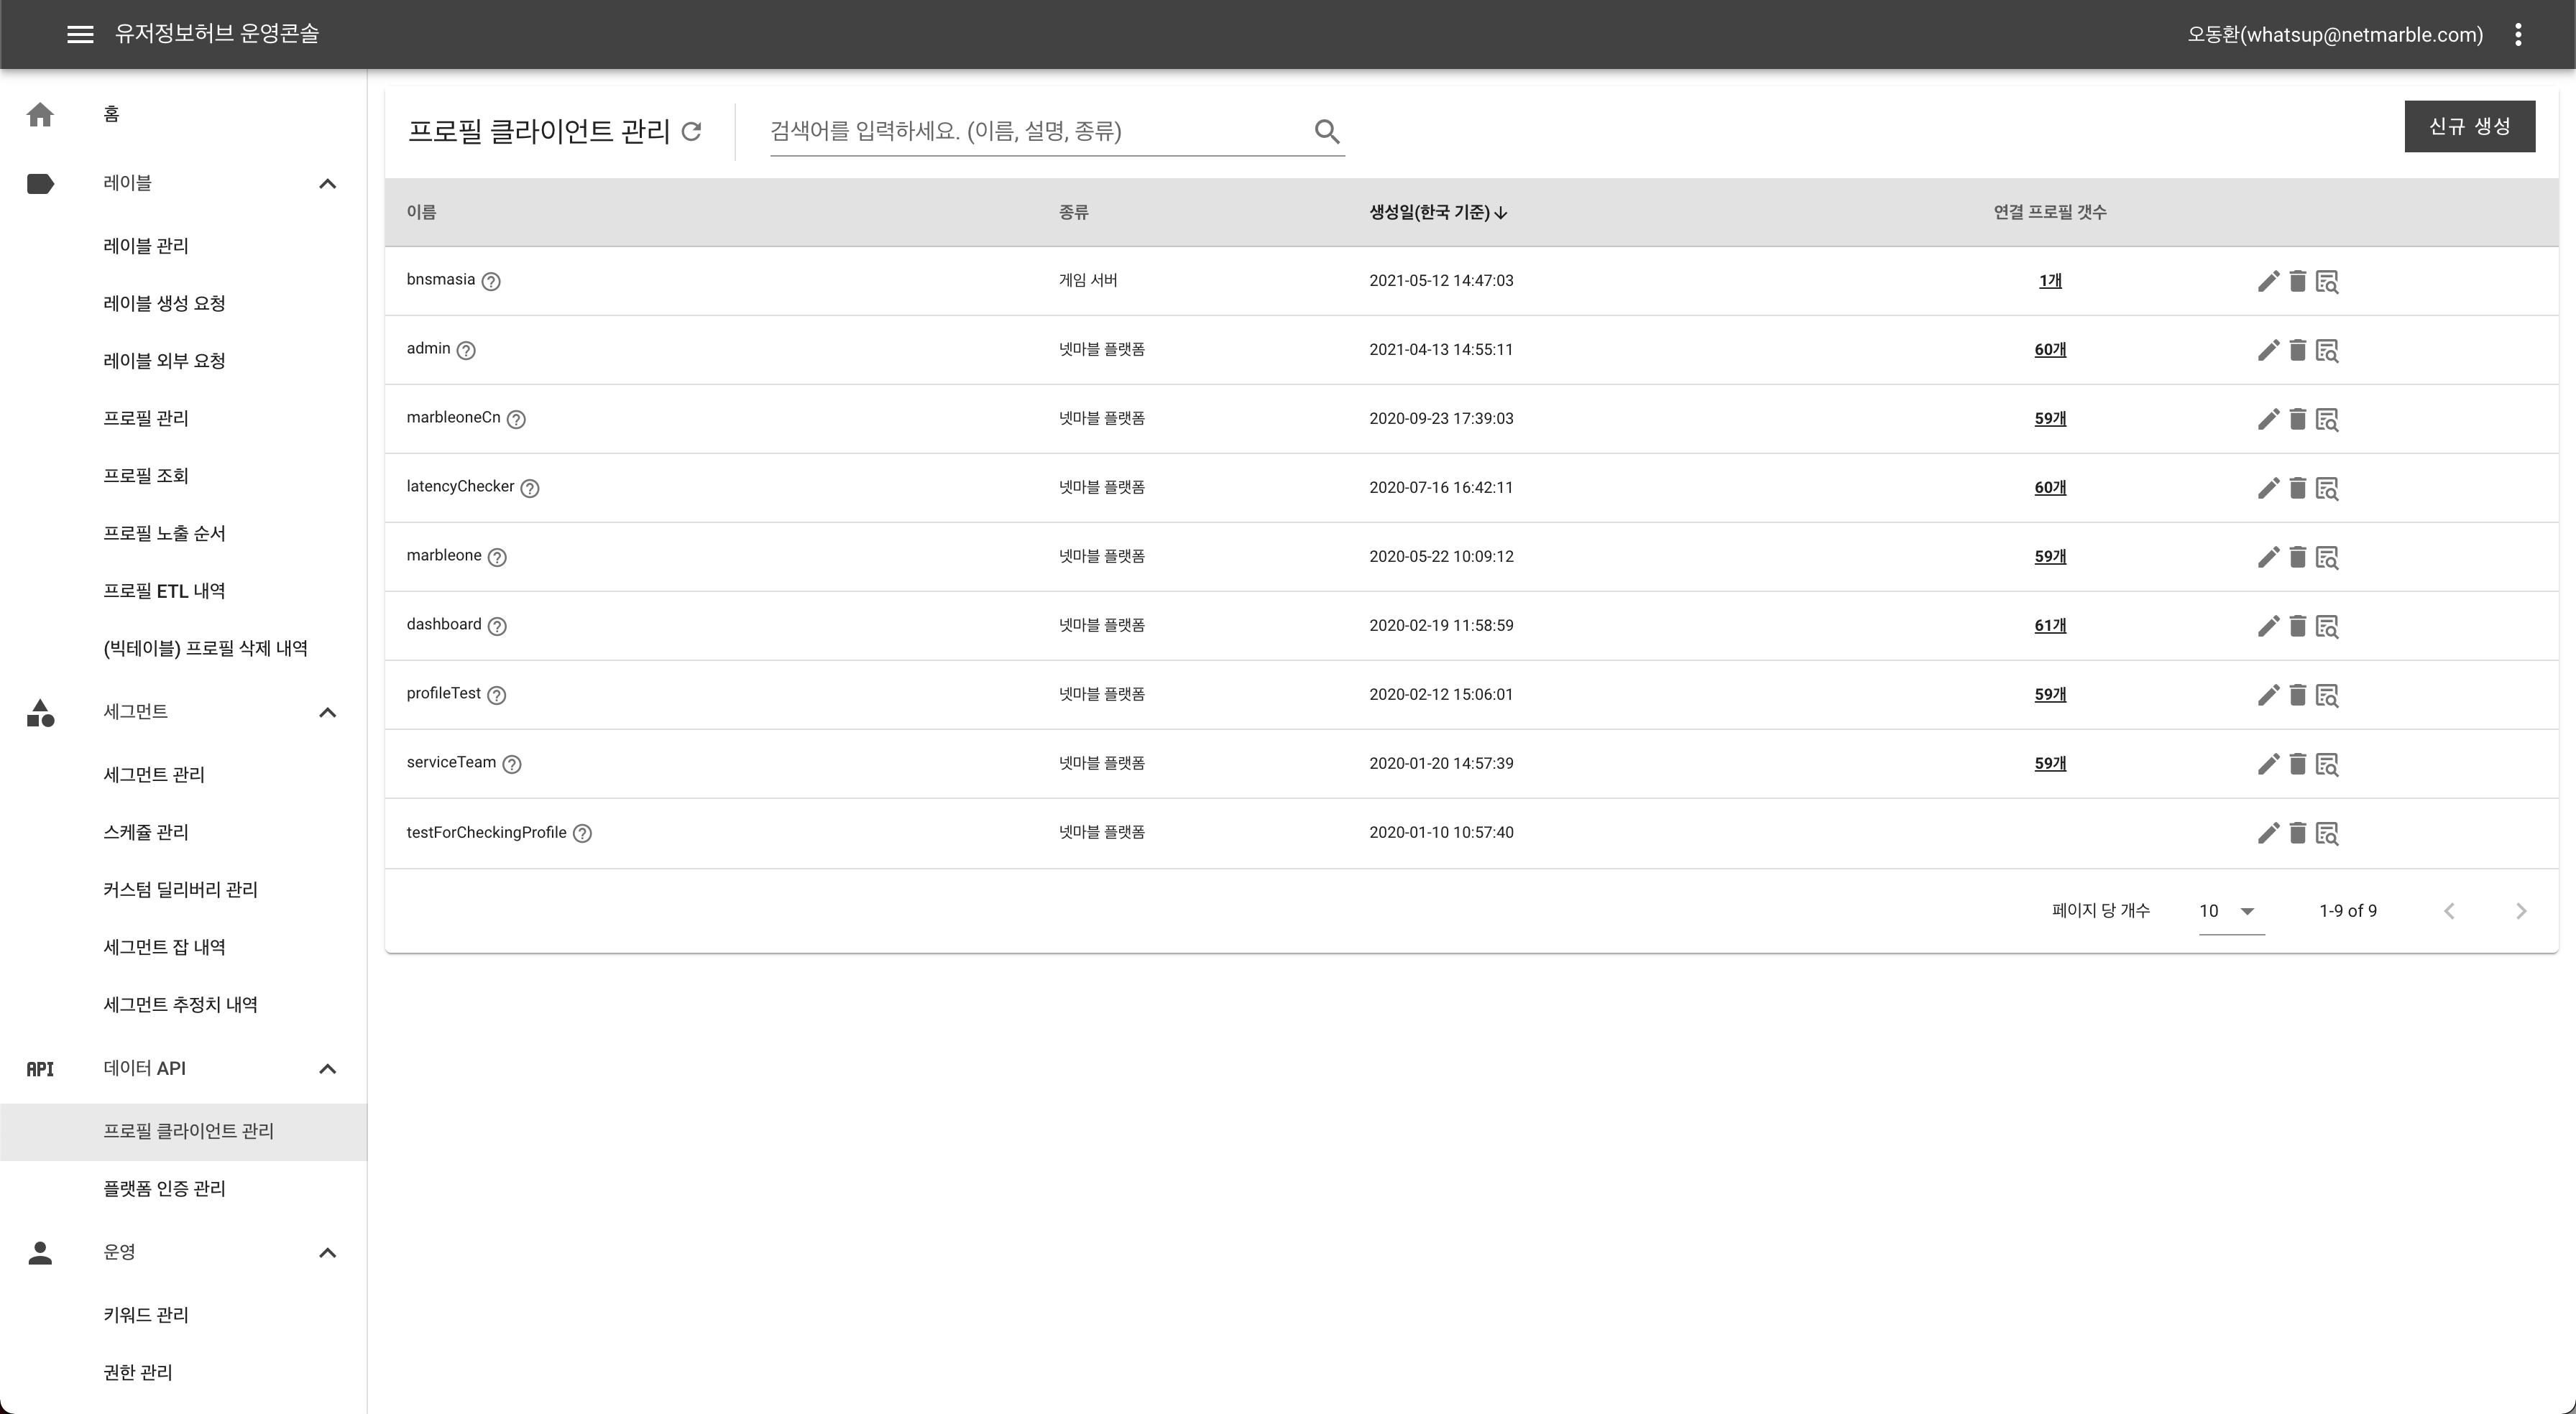 유저정보허브 운영콘솔
오동환(whatsup@netmarble.com)
홈
레이블
레이블 관리
레이블 생성 요청
레이블 외부 요청
프로필 관리
프로필 조회
프로필 노출 순서
프로필 ETL 내역
(빅테이블) 프로필 삭제 내역
세그먼트
세그먼트 관리
스케쥴 관리
커스텀 딜리버리 관리
세그먼트 잡 내역
세그먼트 추정치 내역
API 데이터 API
프로필 클라이언트 관리
플랫폼 인증 관리
운영
키워드 관리
권한 관리
프로필 클라이언트 관리
검색어를 입력하세요. (이름, 설명, 종류)
신규 생성
이름 종류 생성일(한국 기준) 연결 프로필 갯수
bnsmasia 게임 서버 2021-05-12 14:47:03 1개
admin 넷마블 플랫폼 2021-04-13 14:55:11 60개
marbleoneCn 넷마블 플랫폼 2020-09-23 17:39:03 59개
latencyChecker 넷마블 플랫폼 2020-07-16 16:42:11 60개
marbleone 넷마블 플랫폼 2020-05-22 10:09:12 59개
dashboard 넷마블 플랫폼 2020-02-19 11:58:59 61개
profileTest 넷마블 플랫폼 2020-02-12 15:06:01 59개
serviceTeam 넷마블 플랫폼 2020-01-20 14:57:39 59개
testForCheckingProfile 넷마블 플랫폼 2020-01-10 10:57:40
페이지 당 개수 10 1-9 of 9